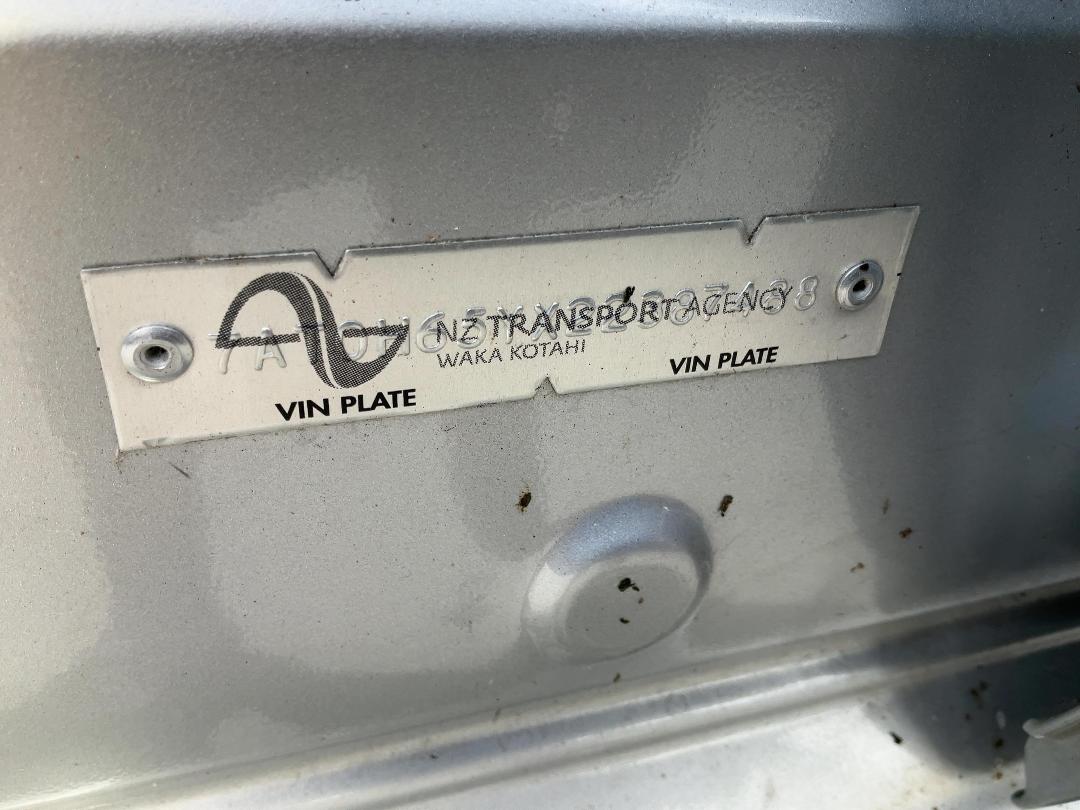 NZ TRANSPORT AGENCY
WAKA KOTAHI
VIN PLATE
VIN PLATE